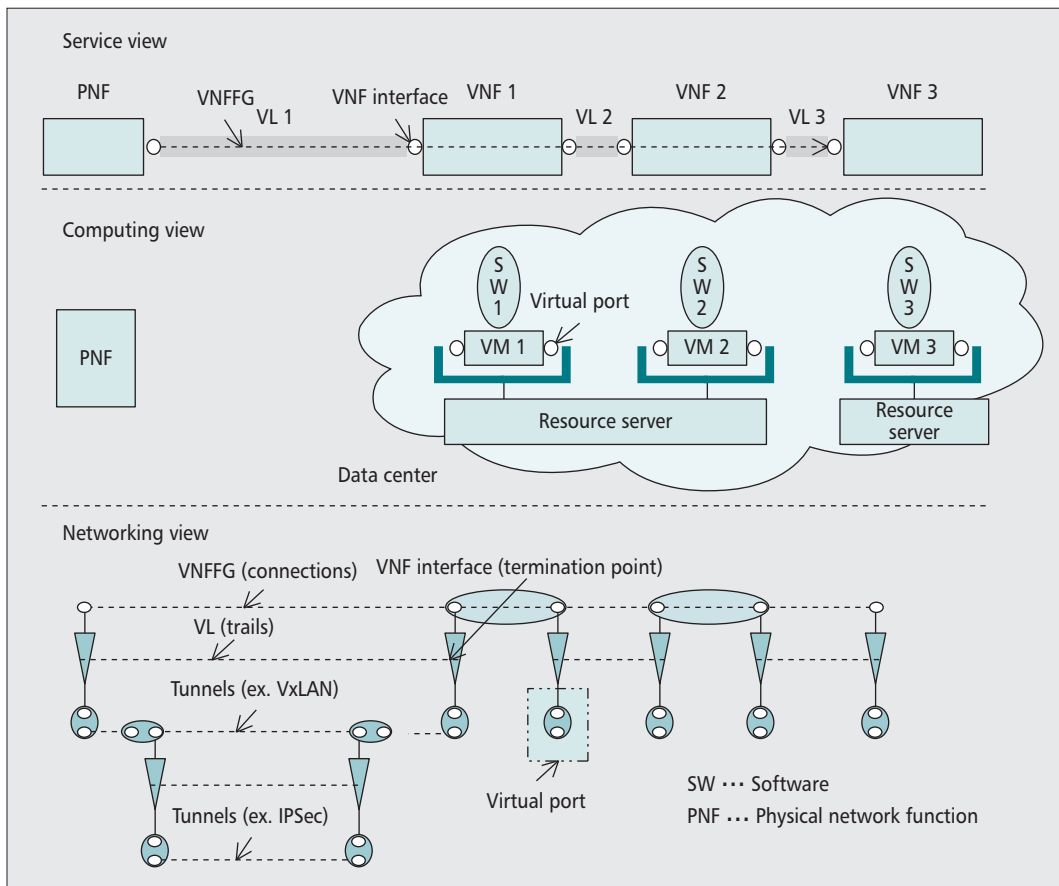 Service view
PNF
VNFFG
VL 1
VNF interface
VNF 1
VL 2
VNF 2
VL 3
VNF 3
Computing view
PNF
S
W
1
Virtual port
S
W
2
S
W
3
VM 1
VM 2
VM 3
Resource server
Resource
server
Data center
Networking view
VNFFG (connections)
VNF interface (termination point)
VL (trails)
Tunnels (ex. VxLAN)
Virtual port
Tunnels (ex. IPSec)
SW ··· Software
PNF ··· Physical network function